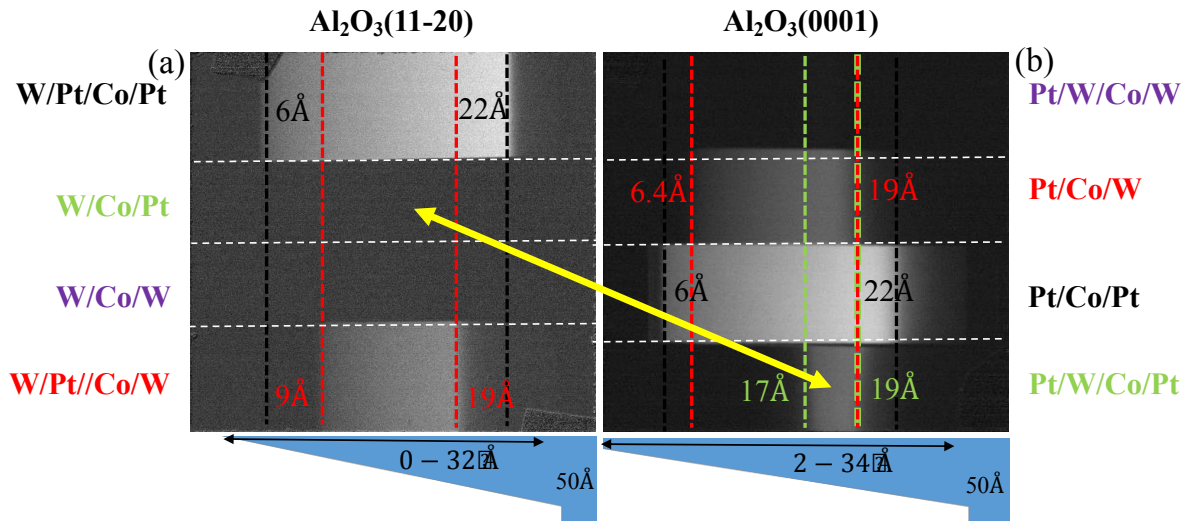 Al₂O₃(11-20)
Al₂O₃(0001)
(a)
(b)
W/Pt/Co/Pt
W/Co/Pt
W/Co/W
W/Pt//Co/W
6Å
22Å
9Å
19Å
0 − 32 Å
50Å
Pt/W/Co/W
Pt/Co/W
Pt/Co/Pt
Pt/W/Co/Pt
6.4Å
19Å
6Å
22Å
17Å
19Å
2 − 34 Å
50Å